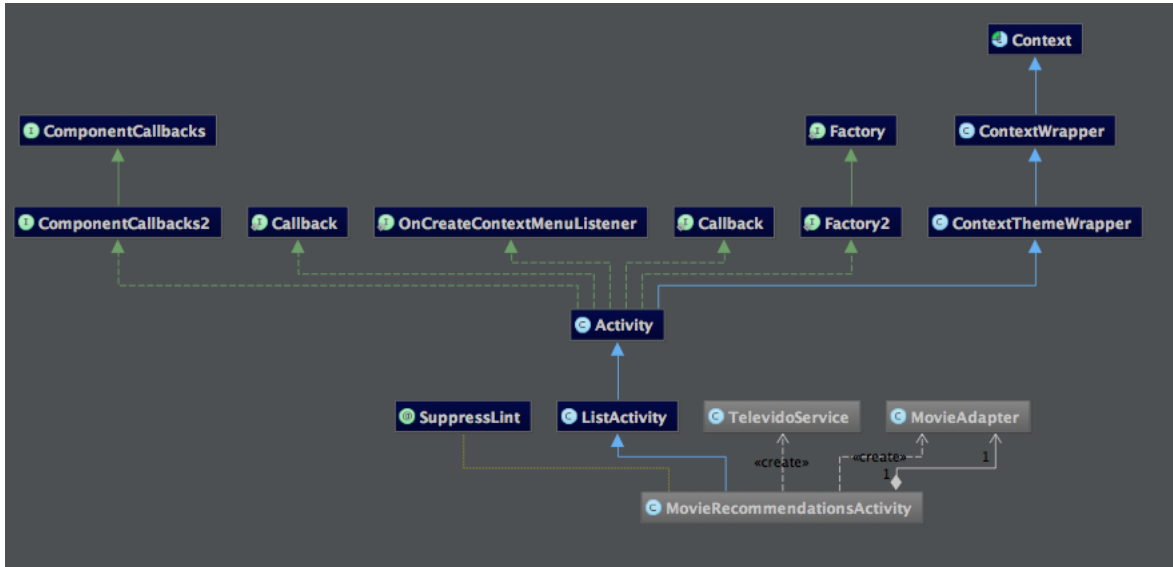 Context
ComponentCallbacks
Factory
ContextWrapper
ComponentCallbacks2
Callback
OnCreateContextMenuListener
Callback
Factory2
ContextThemeWrapper
Activity
SuppressLint
ListActivity
TelevidoService
MovieAdapter
«create»
«create»
1
1
MovieRecommendationsActivity